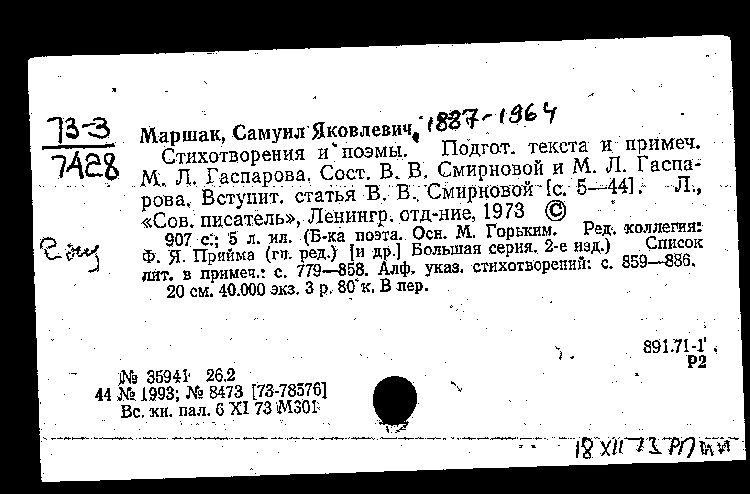 73-3
7428
Маршак, Самуил Яковлевич, 1887-1964
Стихотворения и поэмы. Подгот. текста и примеч.
М. Л. Гаспарова. Сост. В. В. Смирновой и М. Л. Гаспа-
рова. Вступит. статья В. В. Смирновой [с. 5—44]. Л.,
«Сов. писатель», Ленингр. отд-ние, 1973 ©
907 с.; 5 л. ил. (Б-ка поэта. Осн. М. Горьким. Ред. коллегия:
Ф. Я. Прийма (гл. ред.) [и др.] Большая серия. 2-е изд.) Список
лит. в примеч.: с. 779—858. Алф. указ. стихотворений: с. 859—886.
20 см. 40.000 экз. 3 р. 80 к. В пер.
891.71-1
Р2
№ 35941 26.2
44 № 1993; № 8473 [73-78576]
Вс. кн. пал. 6 XI 73 М301
18 XII 73